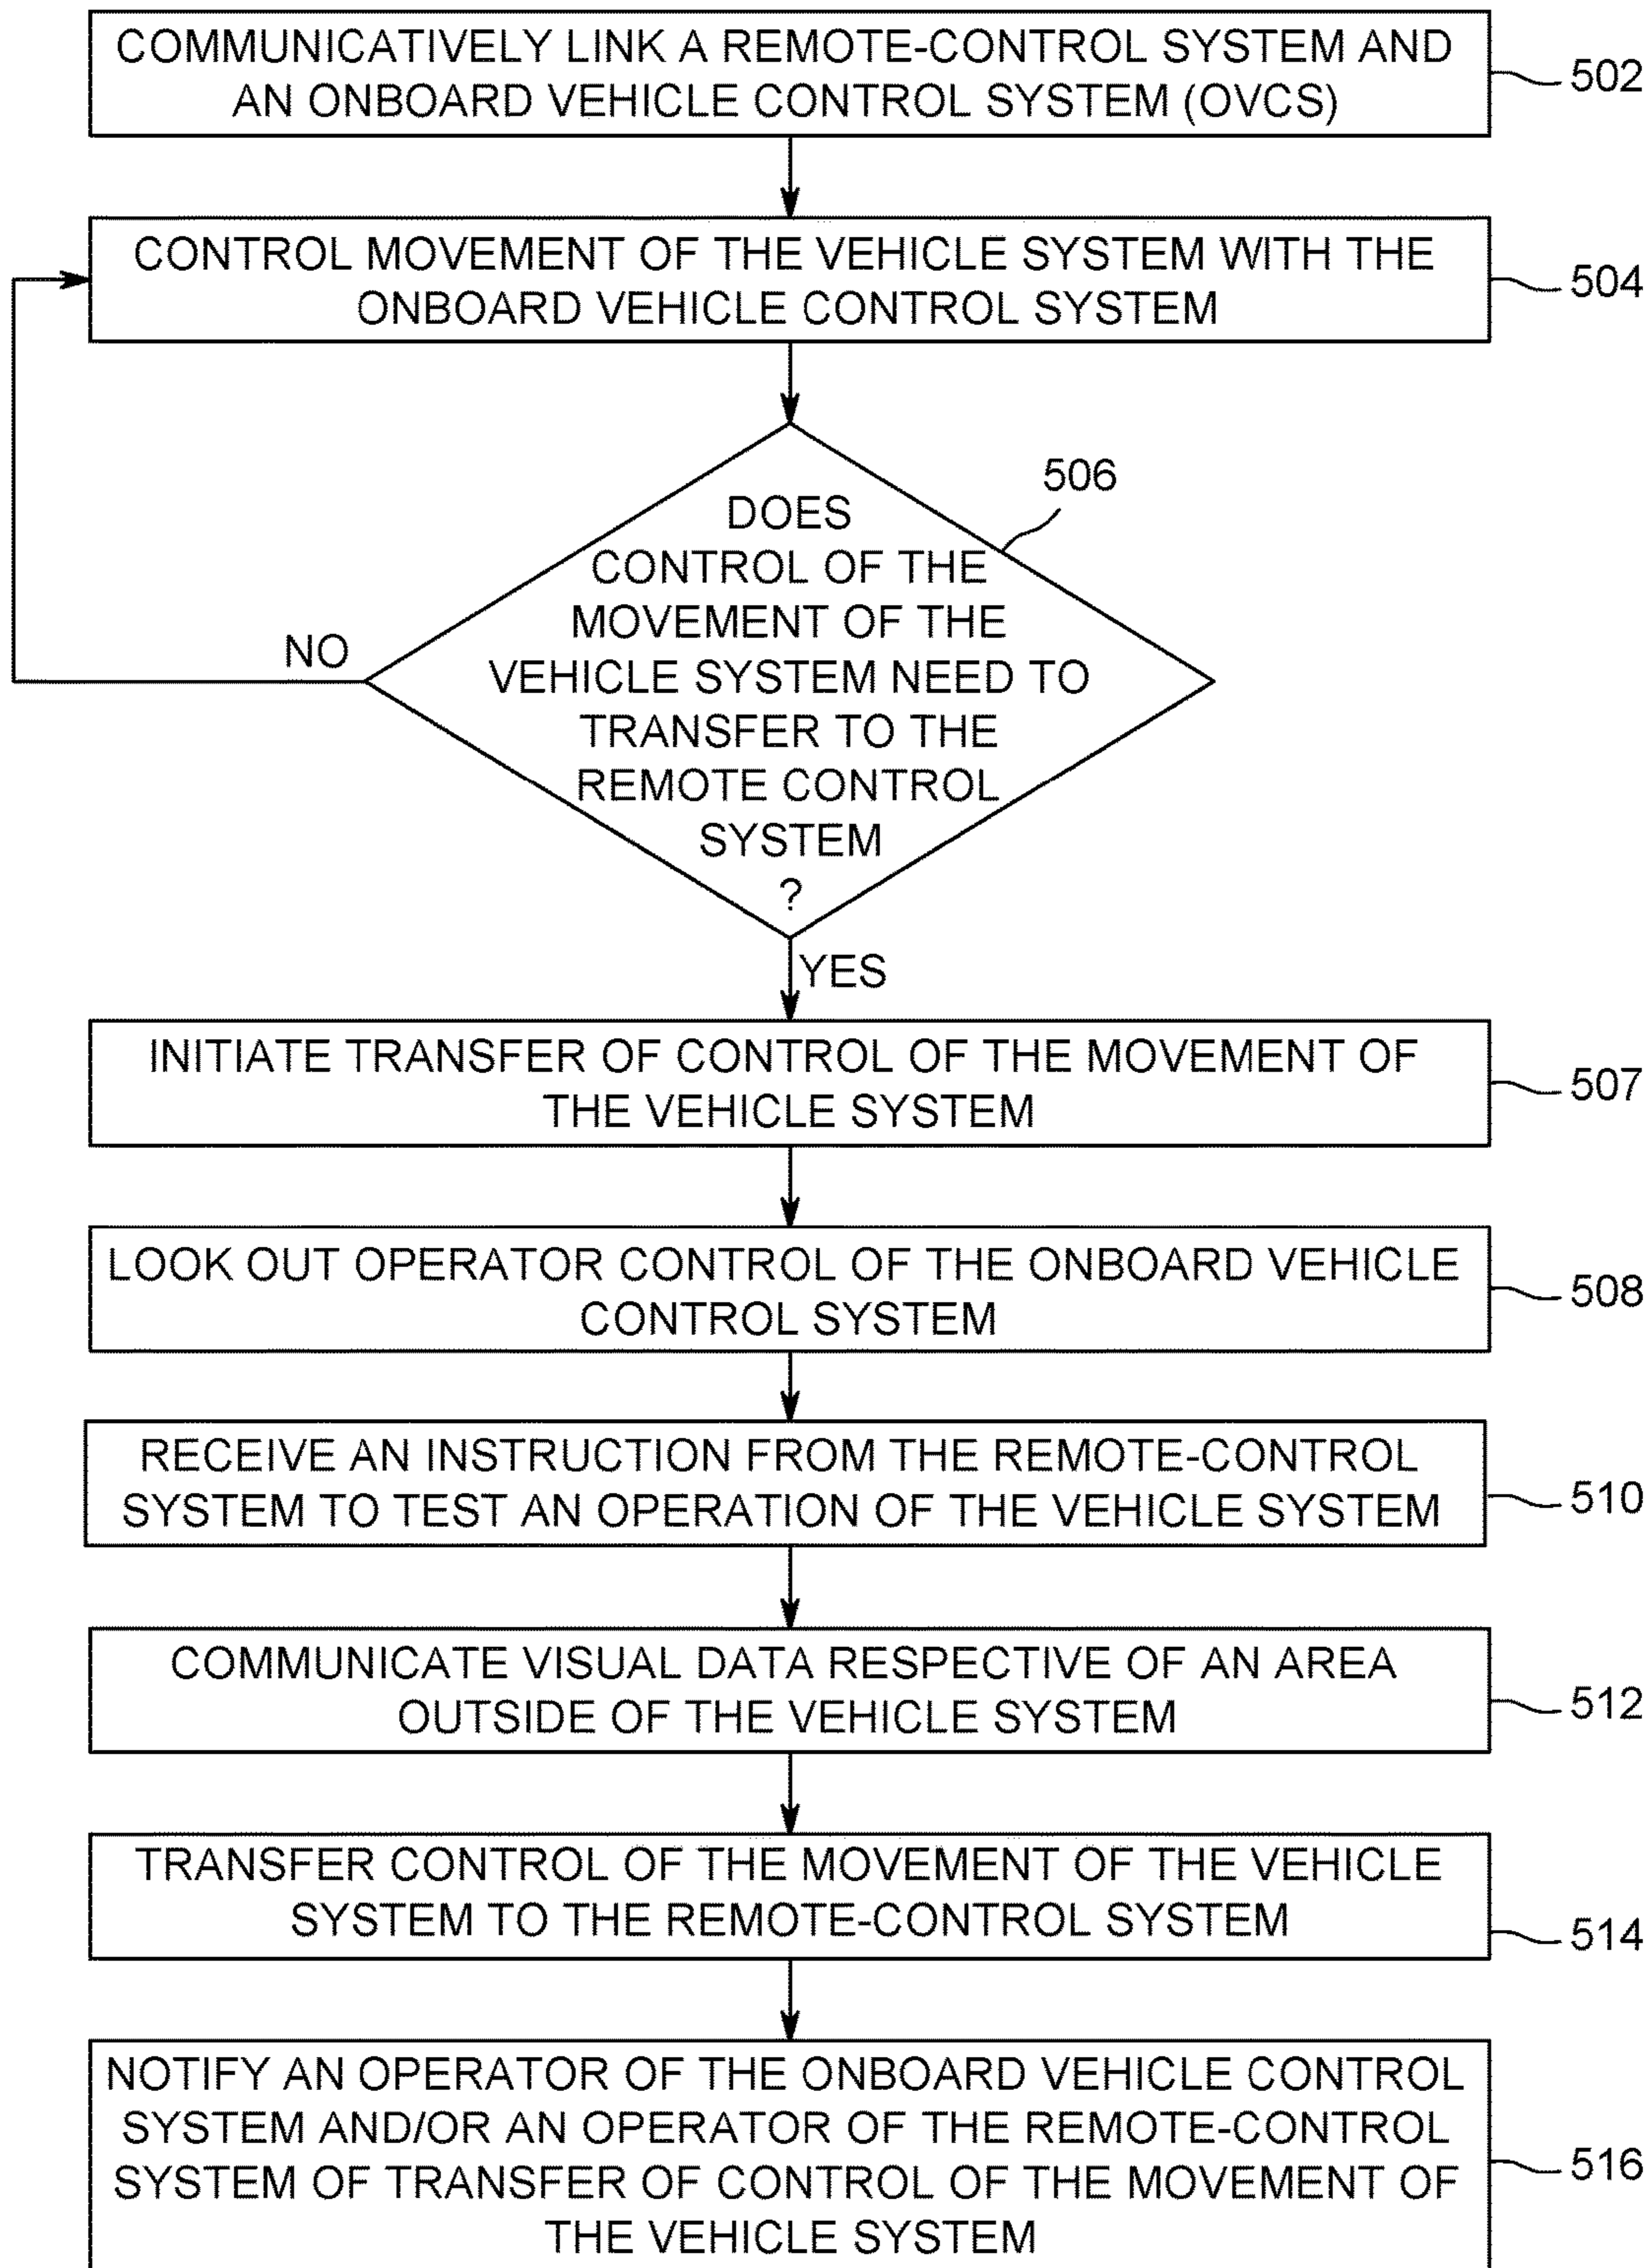 COMMUNICATIVELY LINK A REMOTE-CONTROL SYSTEM AND
AN ONBOARD VEHICLE CONTROL SYSTEM (OVCS)
502
CONTROL MOVEMENT OF THE VEHICLE SYSTEM WITH THE
ONBOARD VEHICLE CONTROL SYSTEM
504
506
DOES
CONTROL OF THE
MOVEMENT OF THE
VEHICLE SYSTEM NEED TO
TRANSFER TO THE
REMOTE CONTROL
SYSTEM
?
NO
YES
INITIATE TRANSFER OF CONTROL OF THE MOVEMENT OF
THE VEHICLE SYSTEM
507
LOOK OUT OPERATOR CONTROL OF THE ONBOARD VEHICLE
CONTROL SYSTEM
508
RECEIVE AN INSTRUCTION FROM THE REMOTE-CONTROL
SYSTEM TO TEST AN OPERATION OF THE VEHICLE SYSTEM
510
COMMUNICATE VISUAL DATA RESPECTIVE OF AN AREA
OUTSIDE OF THE VEHICLE SYSTEM
512
TRANSFER CONTROL OF THE MOVEMENT OF THE VEHICLE
SYSTEM TO THE REMOTE-CONTROL SYSTEM
514
NOTIFY AN OPERATOR OF THE ONBOARD VEHICLE CONTROL
SYSTEM AND/OR AN OPERATOR OF THE REMOTE-CONTROL
SYSTEM OF TRANSFER OF CONTROL OF THE MOVEMENT OF
THE VEHICLE SYSTEM
516